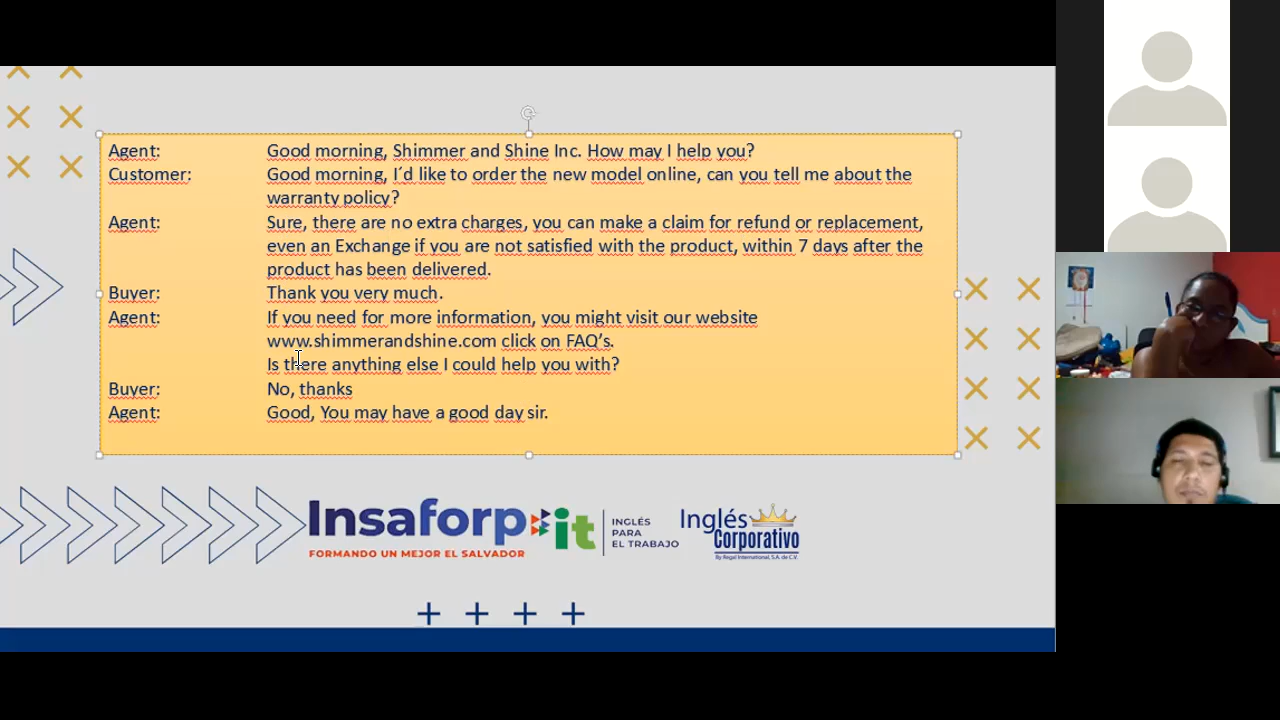 Agent: Good morning, Shimmer and Shine Inc. How may I help you?
Customer: Good morning, I´d like to order the new model online, can you tell me about the
warranty policy?
Agent: Sure, there are no extra charges, you can make a claim for refund or replacement,
even an Exchange if you are not satisfied with the product, within 7 days after the
product has been delivered.
Buyer: Thank you very much.
Agent: If you need for more information, you might visit our website
www.shimmerandshine.com click on FAQ’s.
Is there anything else I could help you with?
Buyer: No, thanks
Agent: Good, You may have a good day sir.
Insaforp it
FORMANDO UN MEJOR EL SALVADOR
INGLÉS
PARA
EL TRABAJO
Inglés
Corporativo
By Regal International, S.A. de C.V.